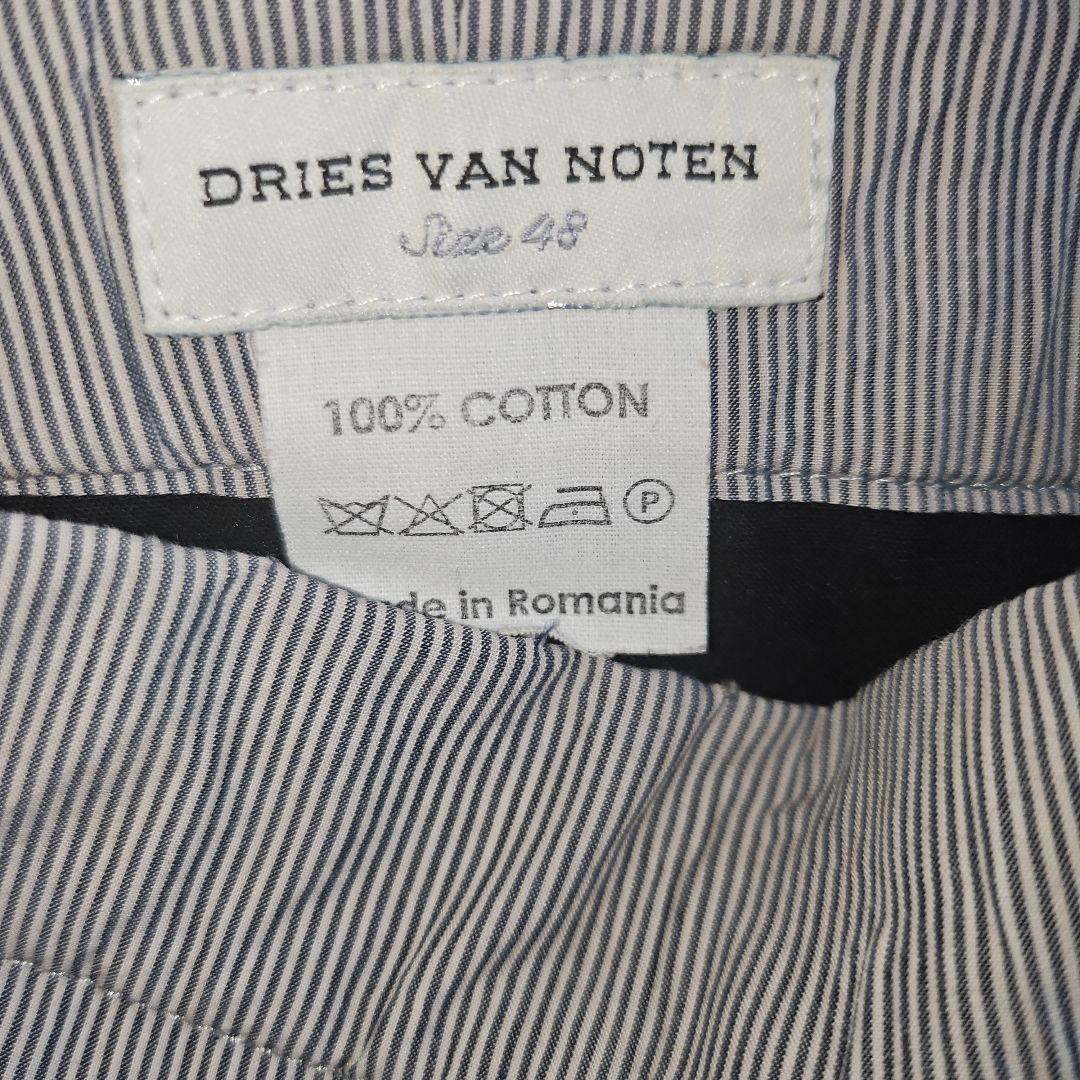 DRIES VAN NOTEN
Size 48
100% COTTON
P
de in Romania